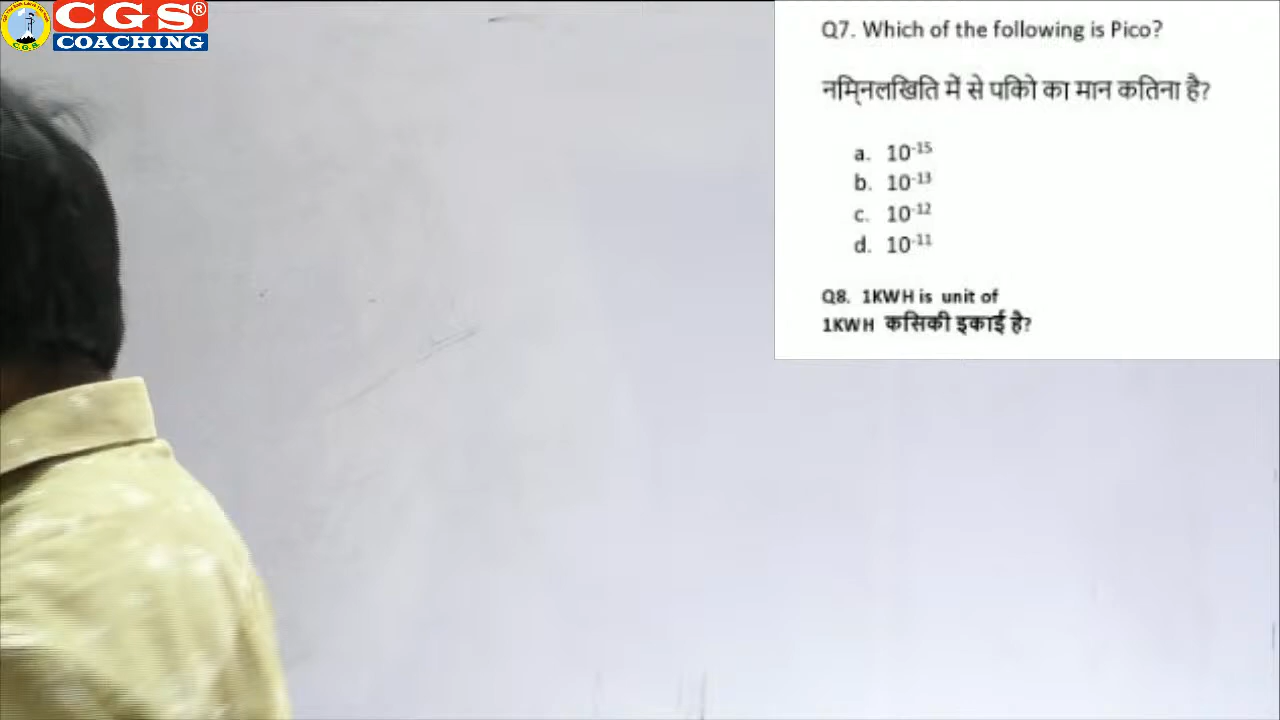 CGS®
COACHING
C.G.S
Q7. Which of the following is Pico?
नम्निलखिति में से पकिो का मान कतिना है?
a. 10⁻¹⁵
b. 10⁻¹³
c. 10⁻¹²
d. 10⁻¹¹
Q8. 1KWH is unit of
1KWH कसिकी इकाई है?